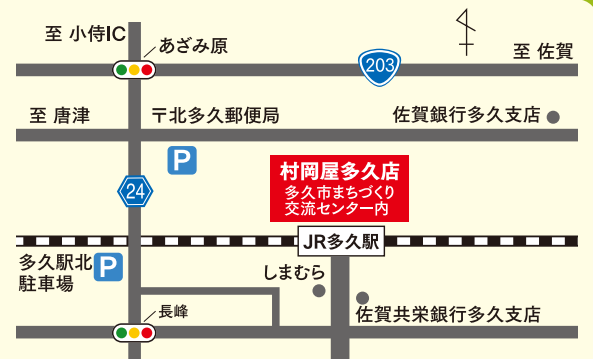 至 小侍IC
あざみ原
203
至 佐賀
至 唐津
〒北多久郵便局
佐賀銀行多久支店
P
24
村岡屋多久店
多久市まちづくり
交流センター内
JR多久駅
多久駅北
駐車場
P
しまむら
長峰
佐賀共栄銀行多久支店